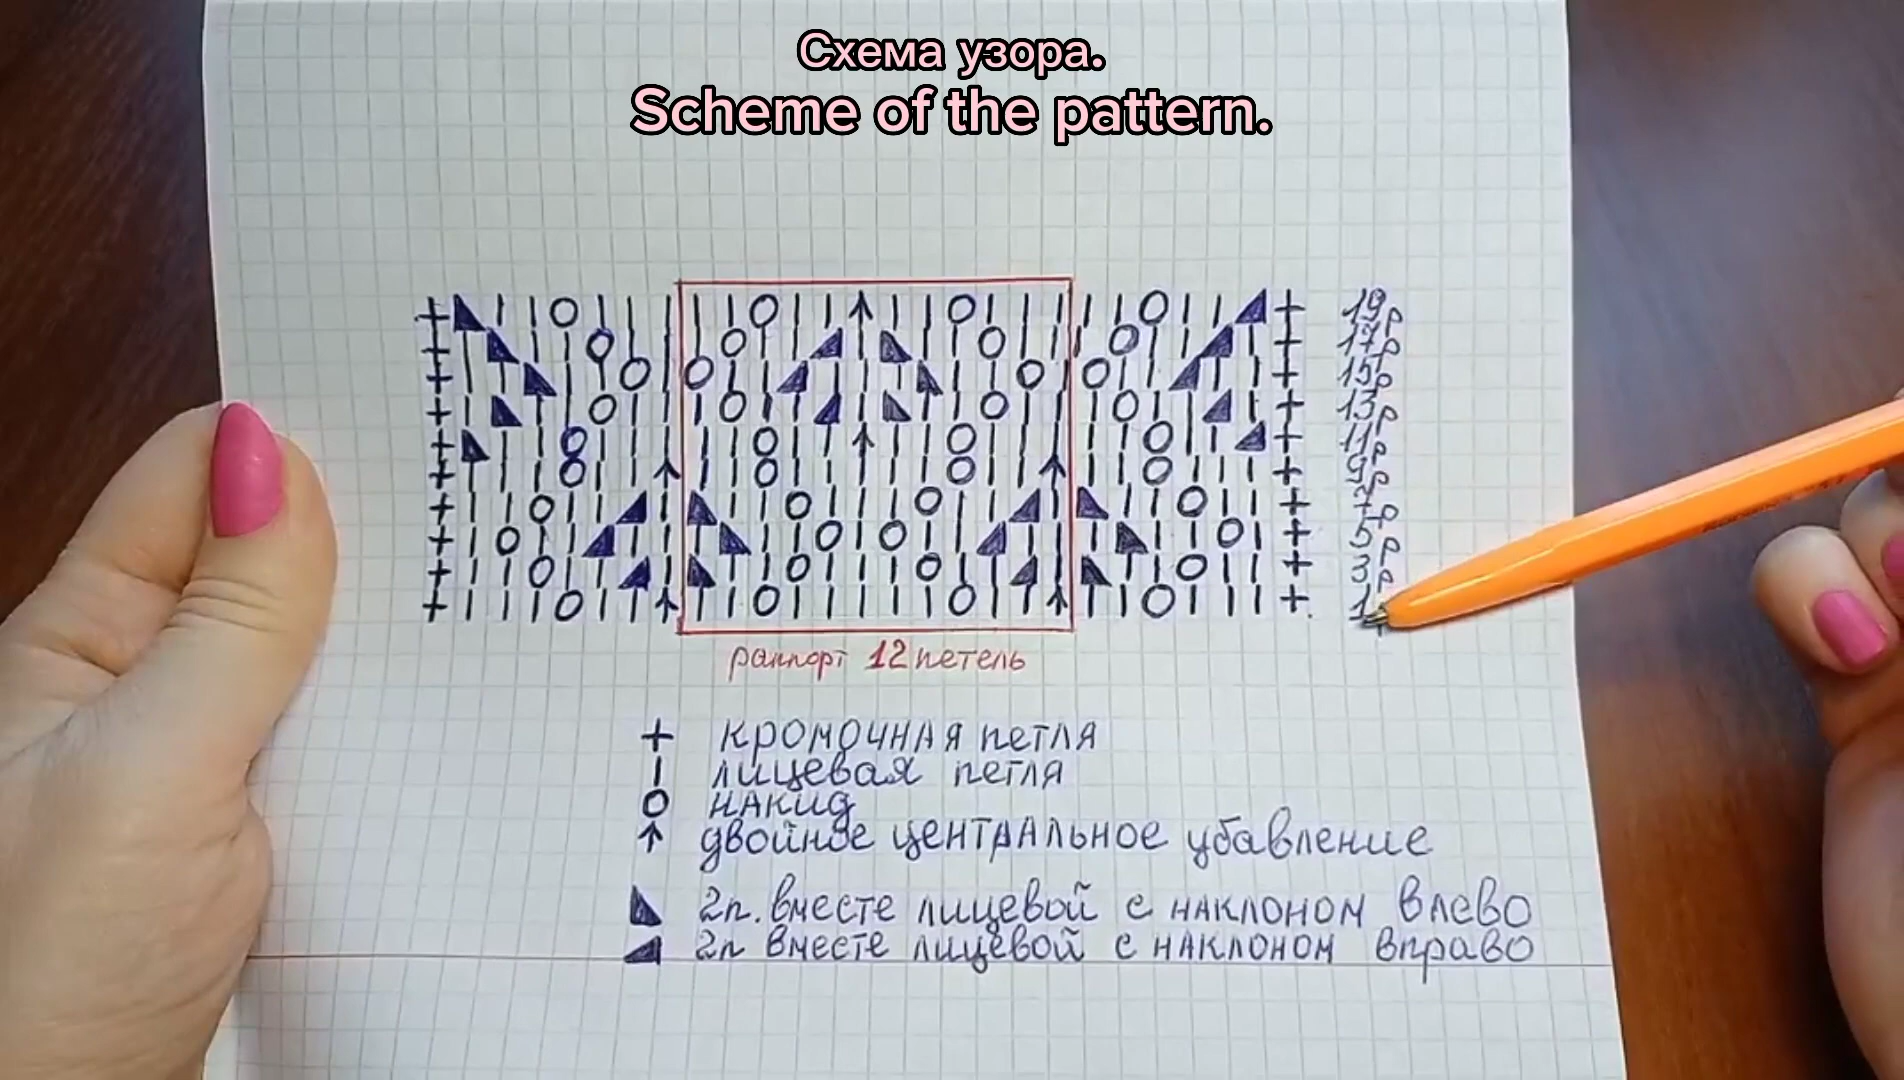 Схема узора.
Scheme of the pattern.
19р
17р
15р
13р
11р
9р
7р
5р
3р
1
раппорт 12 петель
+ кромочная петля
| лицевая петля
O накид
↑ двойное центральное убавление
◣ 2п. вместе лицевой с наклоном влево
◢ 2п вместе лицевой с наклоном вправо